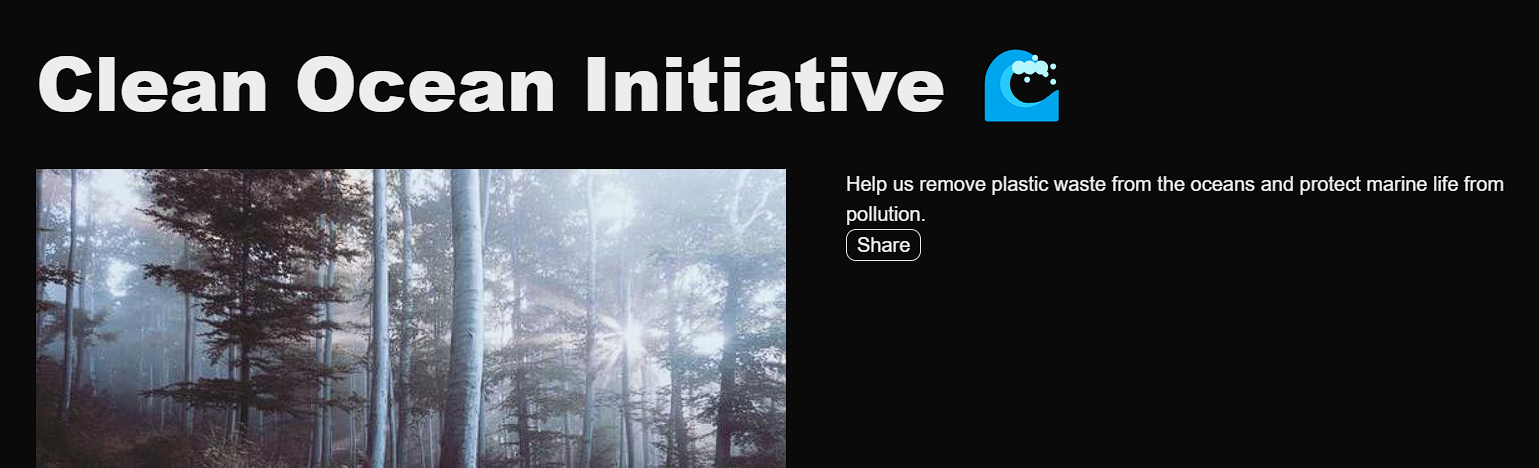 Clean Ocean Initiative 🌊
Help us remove plastic waste from the oceans and protect marine life from
pollution.
Share